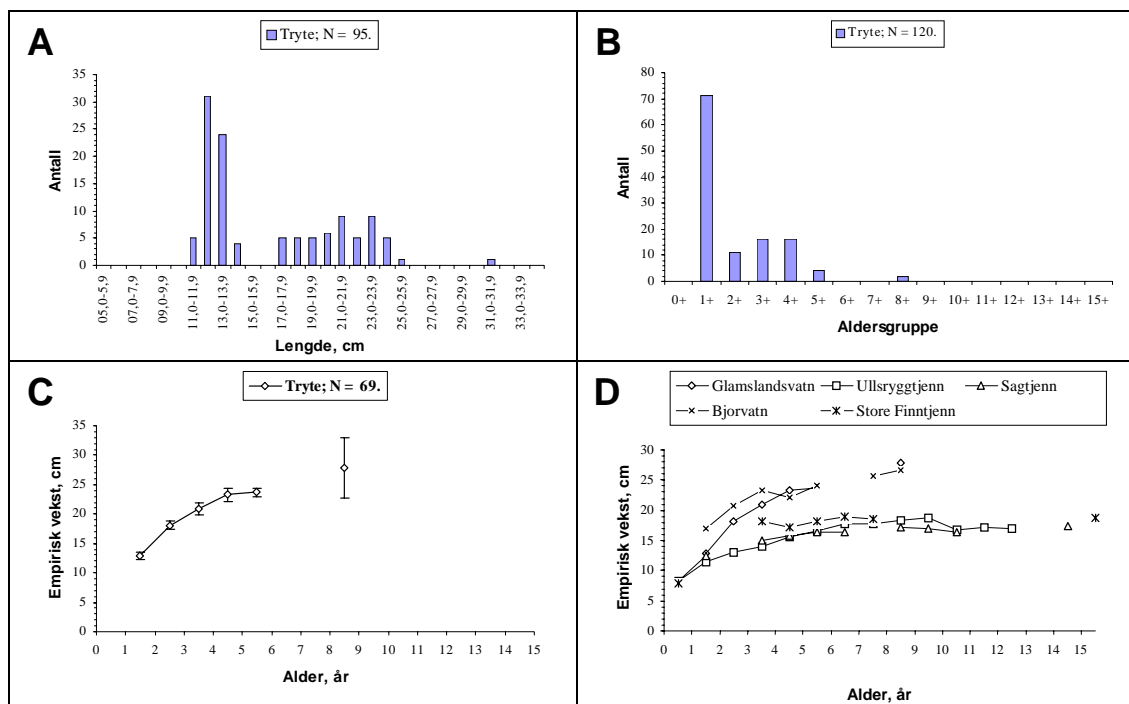 A
Tryte; N = 95.
Antall
35
30
25
20
15
10
5
0
05,0-5,9
07,0-7,9
09,0-9,9
11,0-11,9
13,0-13,9
15,0-15,9
17,0-17,9
19,0-19,9
21,0-21,9
23,0-23,9
25,0-25,9
27,0-27,9
29,0-29,9
31,0-31,9
33,0-33,9
Lengde, cm
B
Tryte; N = 120.
Antall
80
70
60
50
40
30
20
10
0
0+ 1+ 2+ 3+ 4+ 5+ 6+ 7+ 8+ 9+ 10+ 11+ 12+ 13+ 14+ 15+
Aldersgruppe
C
Tryte; N = 69.
Empirisk vekst, cm
35
30
25
20
15
10
5
0
0 1 2 3 4 5 6 7 8 9 10 11 12 13 14 15
Alder, år
D
Glamslandsvatn Ullsryggtjenn Sagtjenn
Bjorvatn Store Finntjenn
Empirisk vekst, cm
30
25
20
15
10
5
0
0 1 2 3 4 5 6 7 8 9 10 11 12 13 14 15
Alder, år